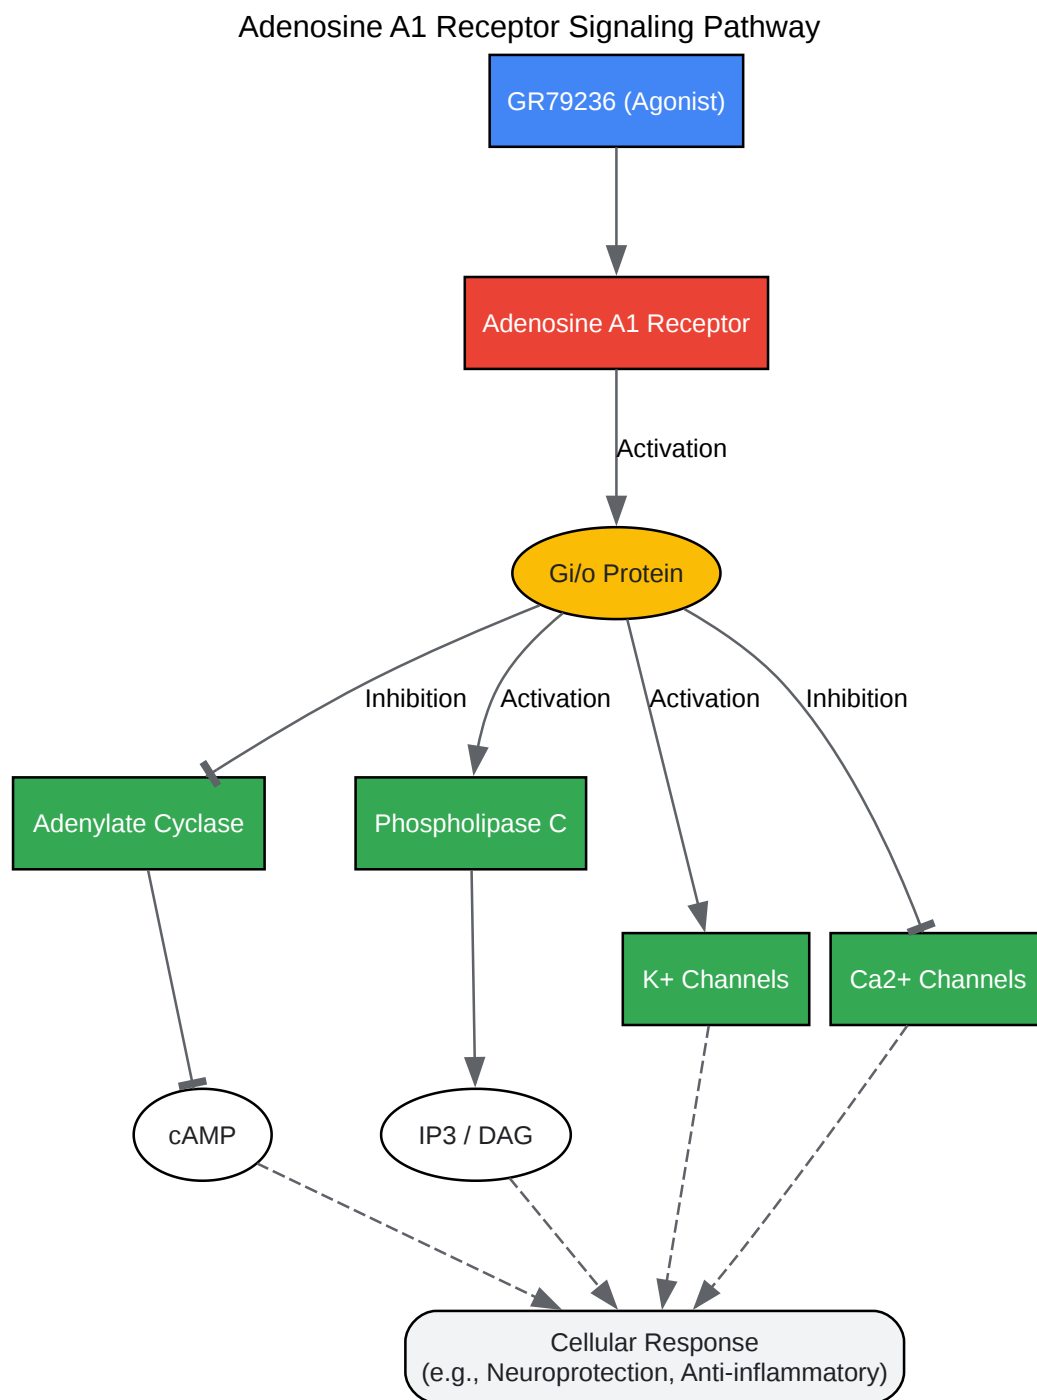 Adenosine A1 Receptor Signaling Pathway
GR79236 (Agonist)
Adenosine A1 Receptor
Activation
Gi/o Protein
Inhibition
Activation
Activation
Inhibition
Adenylate Cyclase
Phospholipase C
K+ Channels
Ca2+ Channels
cAMP
IP3 / DAG
Cellular Response
(e.g., Neuroprotection, Anti-inflammatory)